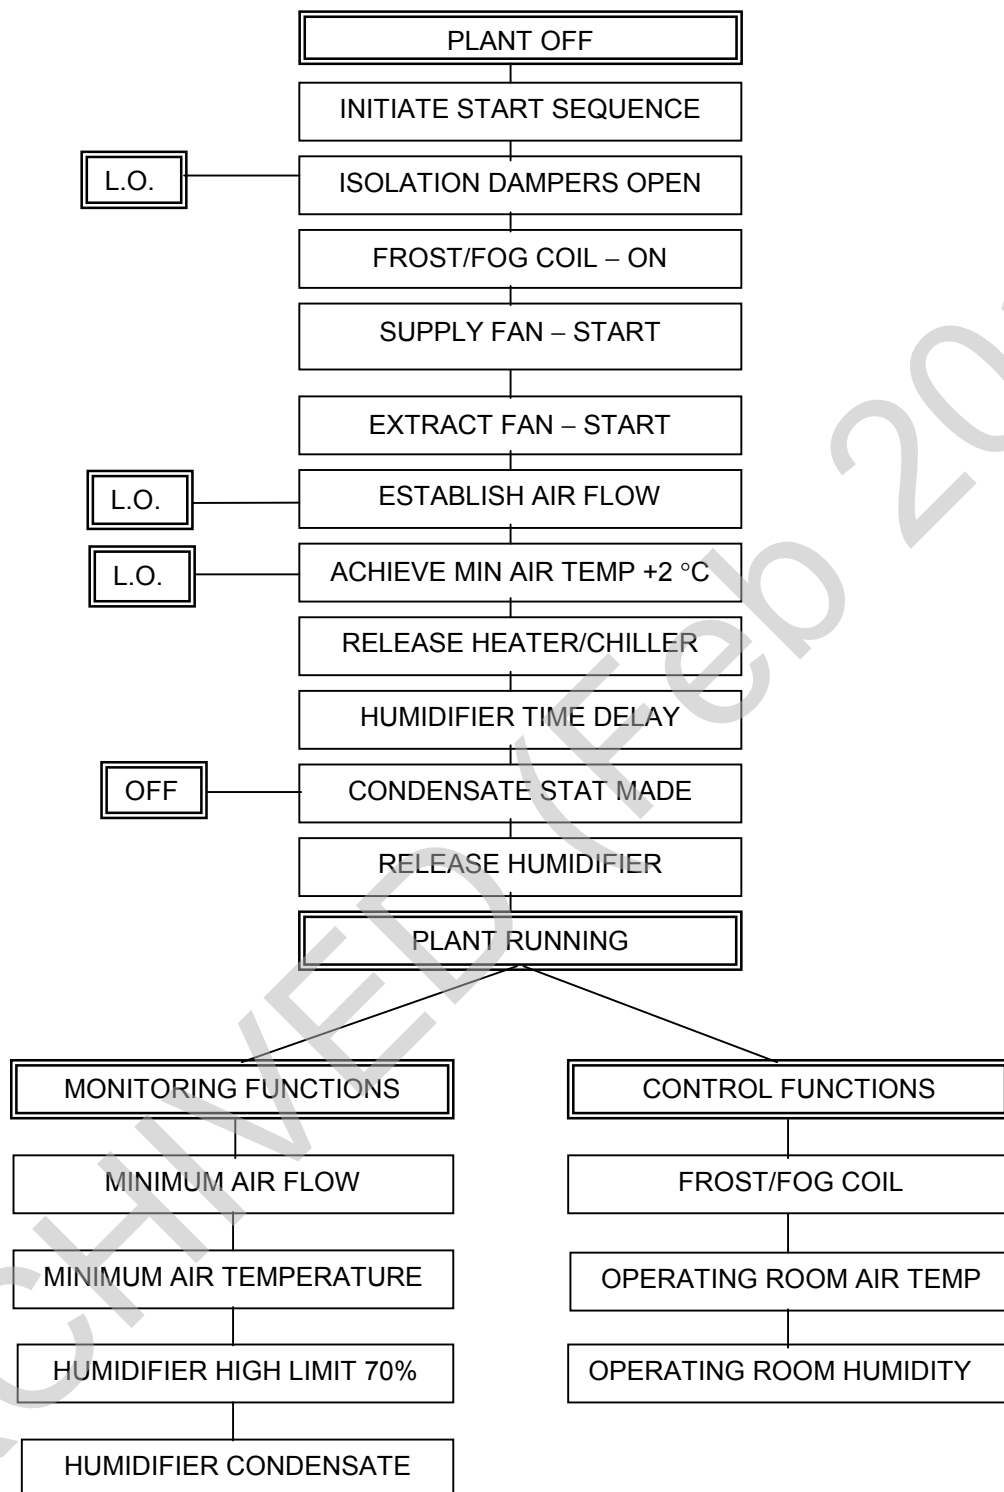 PLANT OFF
INITIATE START SEQUENCE
L.O.
ISOLATION DAMPERS OPEN
FROST/FOG COIL – ON
SUPPLY FAN – START
EXTRACT FAN – START
L.O.
ESTABLISH AIR FLOW
L.O.
ACHIEVE MIN AIR TEMP +2 °C
RELEASE HEATER/CHILLER
HUMIDIFIER TIME DELAY
OFF
CONDENSATE STAT MADE
RELEASE HUMIDIFIER
PLANT RUNNING
MONITORING FUNCTIONS
MINIMUM AIR FLOW
MINIMUM AIR TEMPERATURE
HUMIDIFIER HIGH LIMIT 70%
HUMIDIFIER CONDENSATE
CONTROL FUNCTIONS
FROST/FOG COIL
OPERATING ROOM AIR TEMP
OPERATING ROOM HUMIDITY
CHIVED (Feb 20